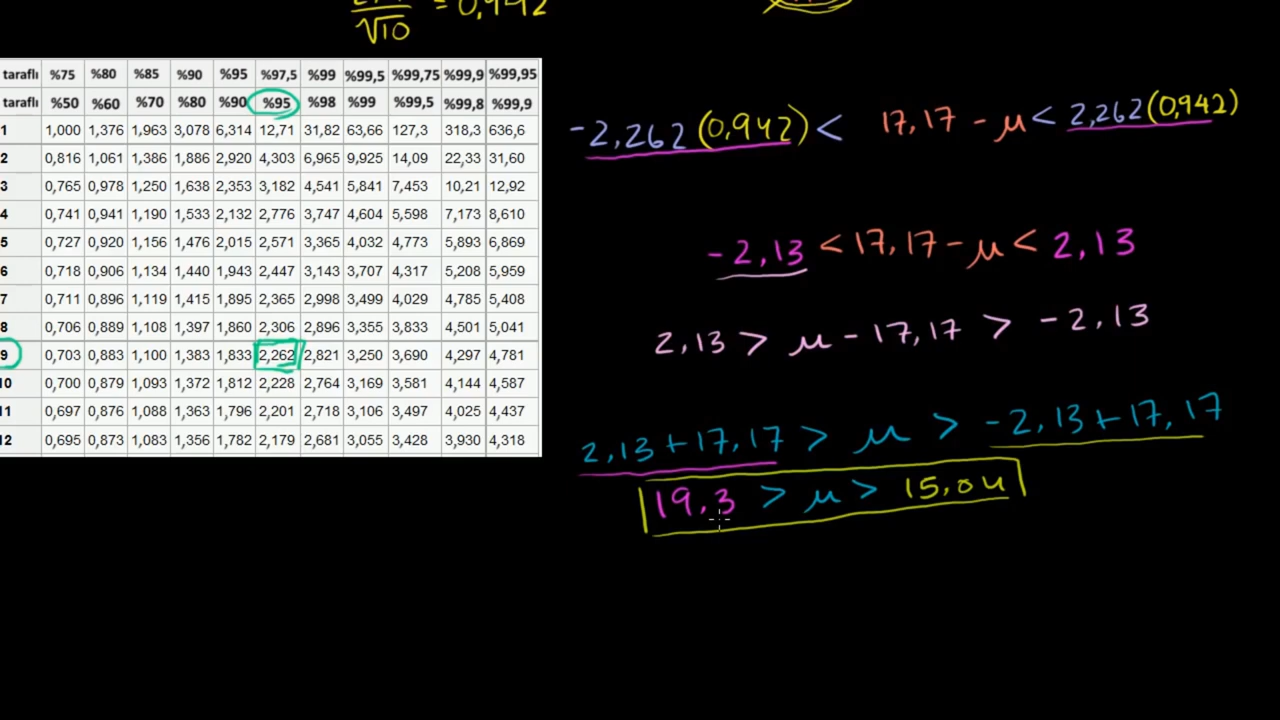 √10 = 0,942
taraflı %75 %80 %85 %90 %95 %97,5 %99 %99,5 %99,75 %99,9 %99,95
taraflı %50 %60 %70 %80 %90 %95 %98 %99 %99,5 %99,8 %99,9
1 1,000 1,376 1,963 3,078 6,314 12,71 31,82 63,66 127,3 318,3 636,6
2 0,816 1,061 1,386 1,886 2,920 4,303 6,965 9,925 14,09 22,33 31,60
3 0,765 0,978 1,250 1,638 2,353 3,182 4,541 5,841 7,453 10,21 12,92
4 0,741 0,941 1,190 1,533 2,132 2,776 3,747 4,604 5,598 7,173 8,610
5 0,727 0,920 1,156 1,476 2,015 2,571 3,365 4,032 4,773 5,893 6,869
6 0,718 0,906 1,134 1,440 1,943 2,447 3,143 3,707 4,317 5,208 5,959
7 0,711 0,896 1,119 1,415 1,895 2,365 2,998 3,499 4,029 4,785 5,408
8 0,706 0,889 1,108 1,397 1,860 2,306 2,896 3,355 3,833 4,501 5,041
9 0,703 0,883 1,100 1,383 1,833 2,262 2,821 3,250 3,690 4,297 4,781
10 0,700 0,879 1,093 1,372 1,812 2,228 2,764 3,169 3,581 4,144 4,587
11 0,697 0,876 1,088 1,363 1,796 2,201 2,718 3,106 3,497 4,025 4,437
12 0,695 0,873 1,083 1,356 1,782 2,179 2,681 3,055 3,428 3,930 4,318
-2,262(0,942) < 17,17 - μ < 2,262(0,942)
-2,13 < 17,17 - μ < 2,13
2,13 > μ - 17,17 > -2,13
2,13 + 17,17 > μ > -2,13 + 17,17
19,3 > μ > 15,04